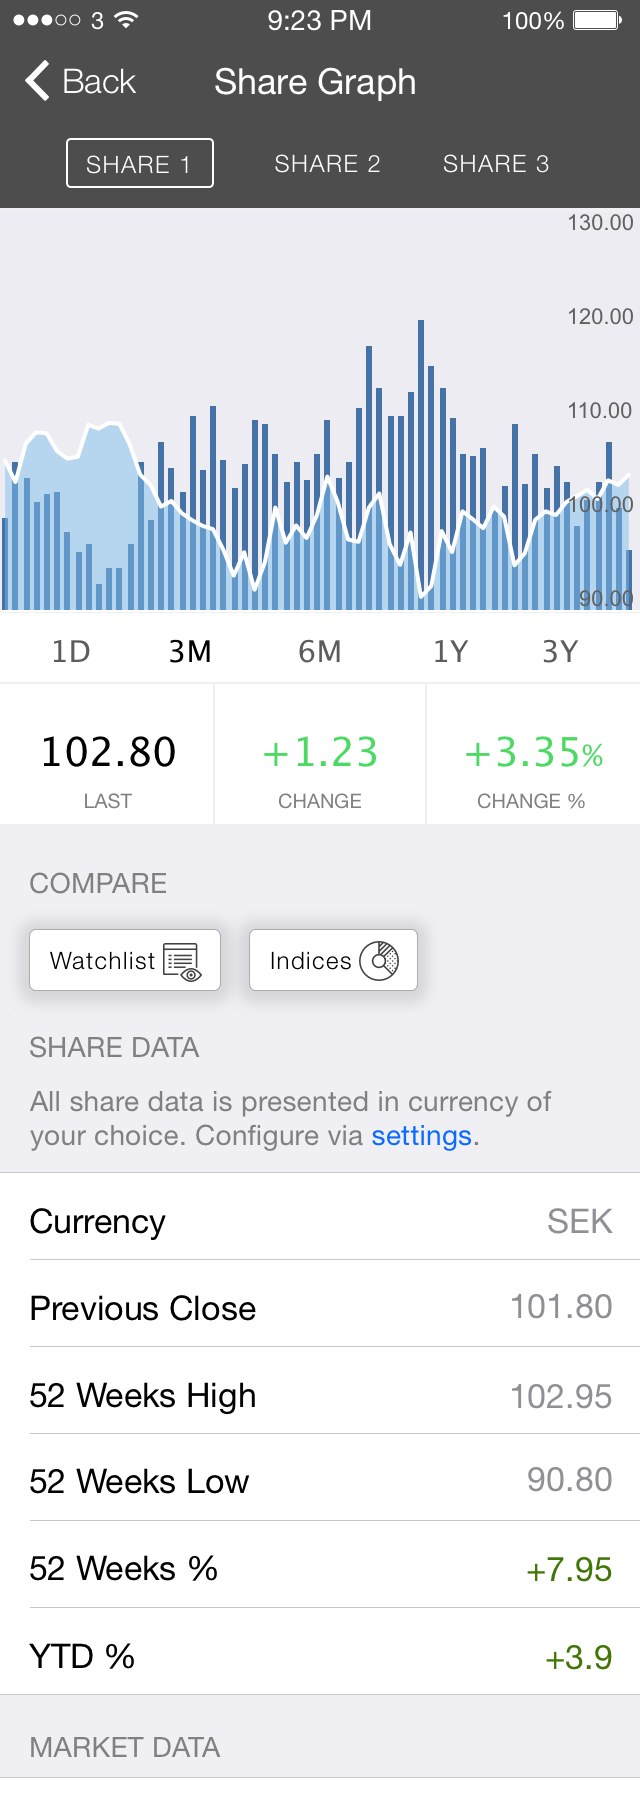 3 9:23 PM 100%
Back Share Graph
SHARE 1 SHARE 2 SHARE 3
130.00
120.00
110.00
100.00
90.00
1D 3M 6M 1Y 3Y
102.80 +1.23 +3.35%
LAST CHANGE CHANGE %
COMPARE
Watchlist Indices
SHARE DATA
All share data is presented in currency of
your choice. Configure via settings.
Currency SEK
Previous Close 101.80
52 Weeks High 102.95
52 Weeks Low 90.80
52 Weeks % +7.95
YTD % +3.9
MARKET DATA